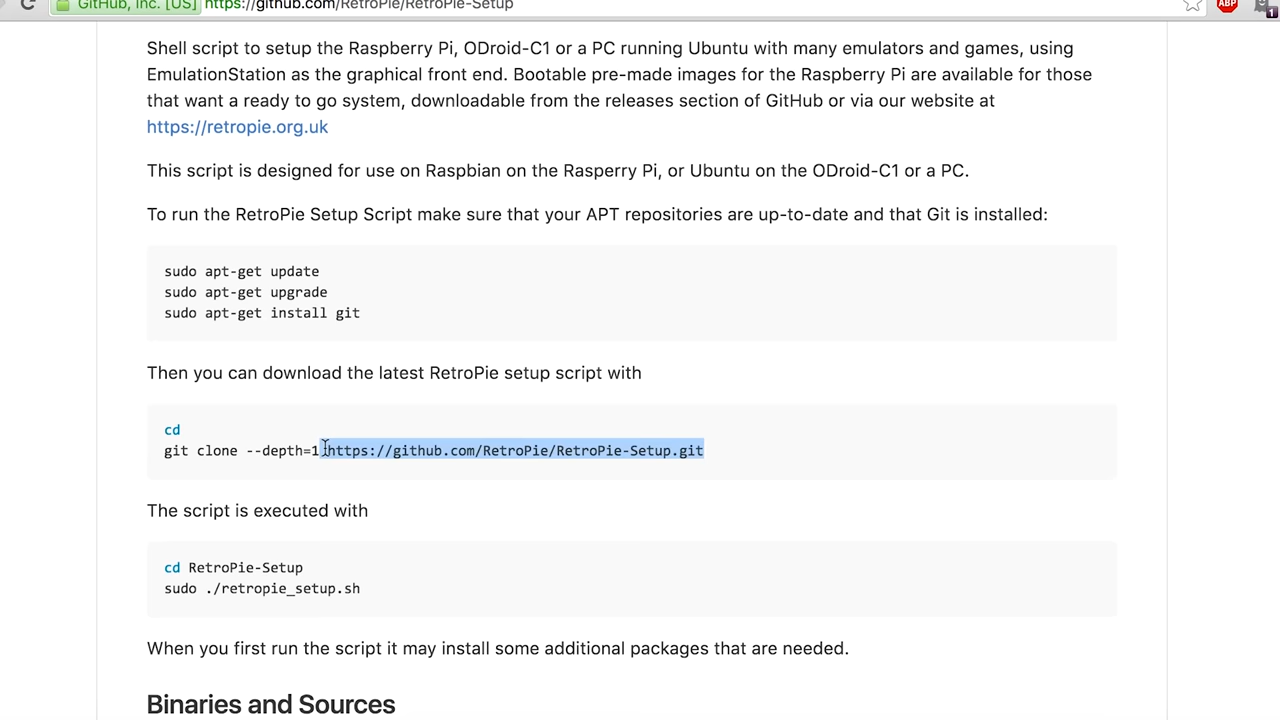 GitHub, Inc. [US] https://github.com/RetroPie/RetroPie-Setup
ABP
1
Shell script to setup the Raspberry Pi, ODroid-C1 or a PC running Ubuntu with many emulators and games, using
EmulationStation as the graphical front end. Bootable pre-made images for the Raspberry Pi are available for those
that want a ready to go system, downloadable from the releases section of GitHub or via our website at
https://retropie.org.uk
This script is designed for use on Raspbian on the Rasperry Pi, or Ubuntu on the ODroid-C1 or a PC.
To run the RetroPie Setup Script make sure that your APT repositories are up-to-date and that Git is installed:
sudo apt-get update
sudo apt-get upgrade
sudo apt-get install git
Then you can download the latest RetroPie setup script with
cd
git clone --depth=1 https://github.com/RetroPie/RetroPie-Setup.git
The script is executed with
cd RetroPie-Setup
sudo ./retropie_setup.sh
When you first run the script it may install some additional packages that are needed.
Binaries and Sources